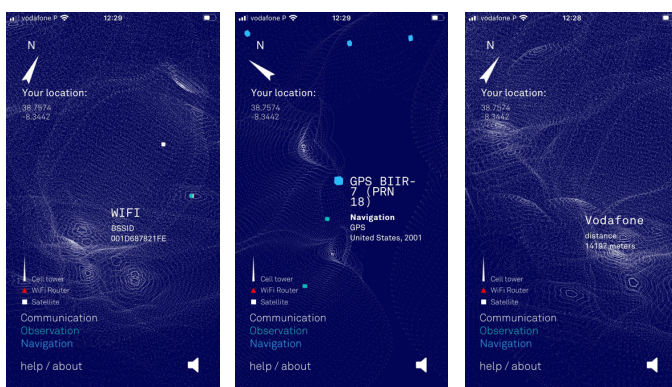 vodafone P
12:29
N
Your location:
38.7574
-8.3442
WIFI
BSSID
001D687821FE
Cell tower
WiFi Router
Satellite
Communication
Observation
Navigation
help / about
vodafone P
12:29
N
Your location:
38.7574
-8.3442
GPS BIIR-
7 (PRN
18)
Navigation
GPS
United States, 2001
Cell tower
WiFi Router
Satellite
Communication
Observation
Navigation
help / about
vodafone P
12:28
N
Your location:
38.7574
-8.3442
Vodafone
distance
14197 meters
Cell tower
WiFi Router
Satellite
Communication
Observation
Navigation
help / about